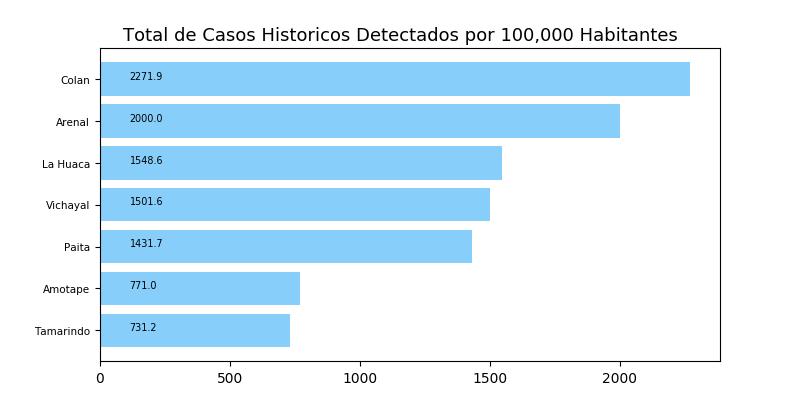 Total de Casos Historicos Detectados por 100,000 Habitantes
Colan 2271.9
Arenal 2000.0
La Huaca 1548.6
Vichayal 1501.6
Paita 1431.7
Amotape 771.0
Tamarindo 731.2
0 500 1000 1500 2000